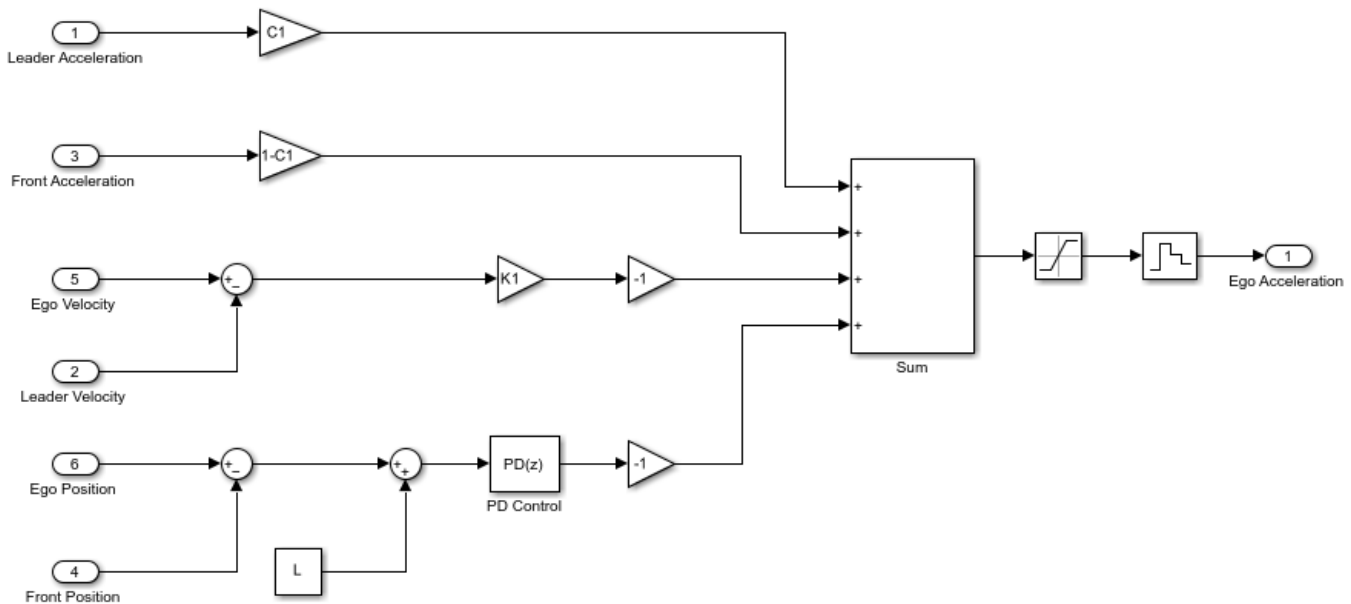 1
C1
Leader Acceleration
3
1-C1
Front Acceleration
+
+
+
+
Sum
1
Ego Acceleration
5
+
−
K1
-1
Ego Velocity
2
Leader Velocity
6
+
−
+
+
PD(z)
-1
Ego Position
PD Control
4
L
Front Position